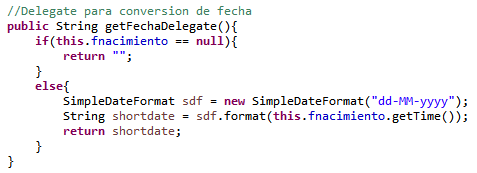 //Delegate para conversion de fecha
public String getFechaDelegate(){
    if(this.fnacimiento == null){
        return "";
    }
    else{
        SimpleDateFormat sdf = new SimpleDateFormat("dd-MM-yyyy");
        String shortdate = sdf.format(this.fnacimiento.getTime());
        return shortdate;
    }
}